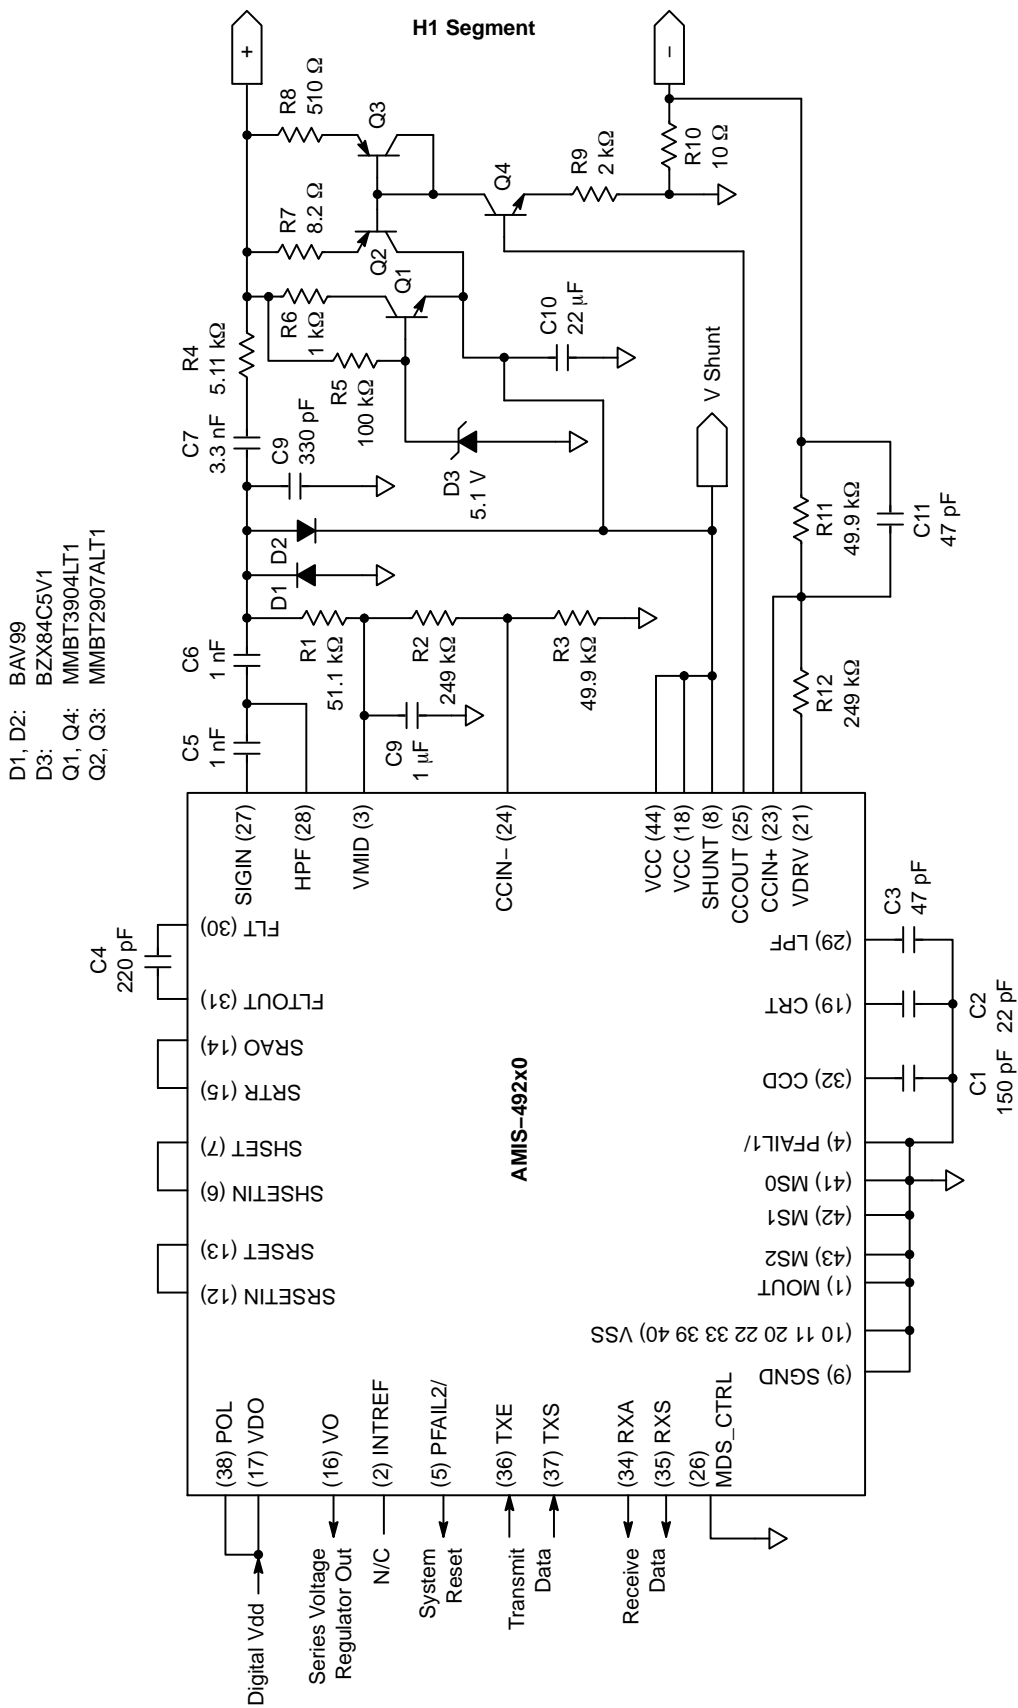 D1, D2: BAV99
D3: BZX84C5V1
Q1, Q4: MMBT3904LT1
Q2, Q3: MMBT2907ALT1
H1 Segment
+
−
R8
510 Ω
Q3
R7
8.2 Ω
Q2
Q1
R6
1 kΩ
R4
5.11 kΩ
R5
100 kΩ
C7
3.3 nF
C9
330 pF
D3
5.1 V
D2
D1
C6
1 nF
C5
1 nF
R1
51.1 kΩ
R2
249 kΩ
R3
49.9 kΩ
C9
1 μF
C10
22 μF
Q4
R9
2 kΩ
R10
10 Ω
V Shunt
R11
49.9 kΩ
C11
47 pF
R12
249 kΩ
SIGIN (27)
HPF (28)
VMID (3)
CCIN− (24)
VCC (44)
VCC (18)
SHUNT (8)
CCOUT (25)
CCIN+ (23)
VDRV (21)
C4
220 pF
(30) FLT
(31) FLTOUT
(14) SRAO
(15) SRTR
(7) SHSET
(6) SHSETIN
(13) SRSET
(12) SRSETIN
AMIS−492x0
(29) LPF
(19) CRT
(32) CCD
(4) PFAIL1/
(41) MS0
(42) MS1
(43) MS2
(1) MOUT
(10 11 20 22 33 39 40) VSS
(9) SGND
C3
47 pF
C2
22 pF
C1
150 pF
(38) POL
(17) VDO
(16) VO
(2) INTREF
(5) PFAIL2/
(36) TXE
(37) TXS
(34) RXA
(35) RXS
(26)
MDS_CTRL
Digital Vdd
Series Voltage
Regulator Out
N/C
System
Reset
Transmit
Data
Receive
Data